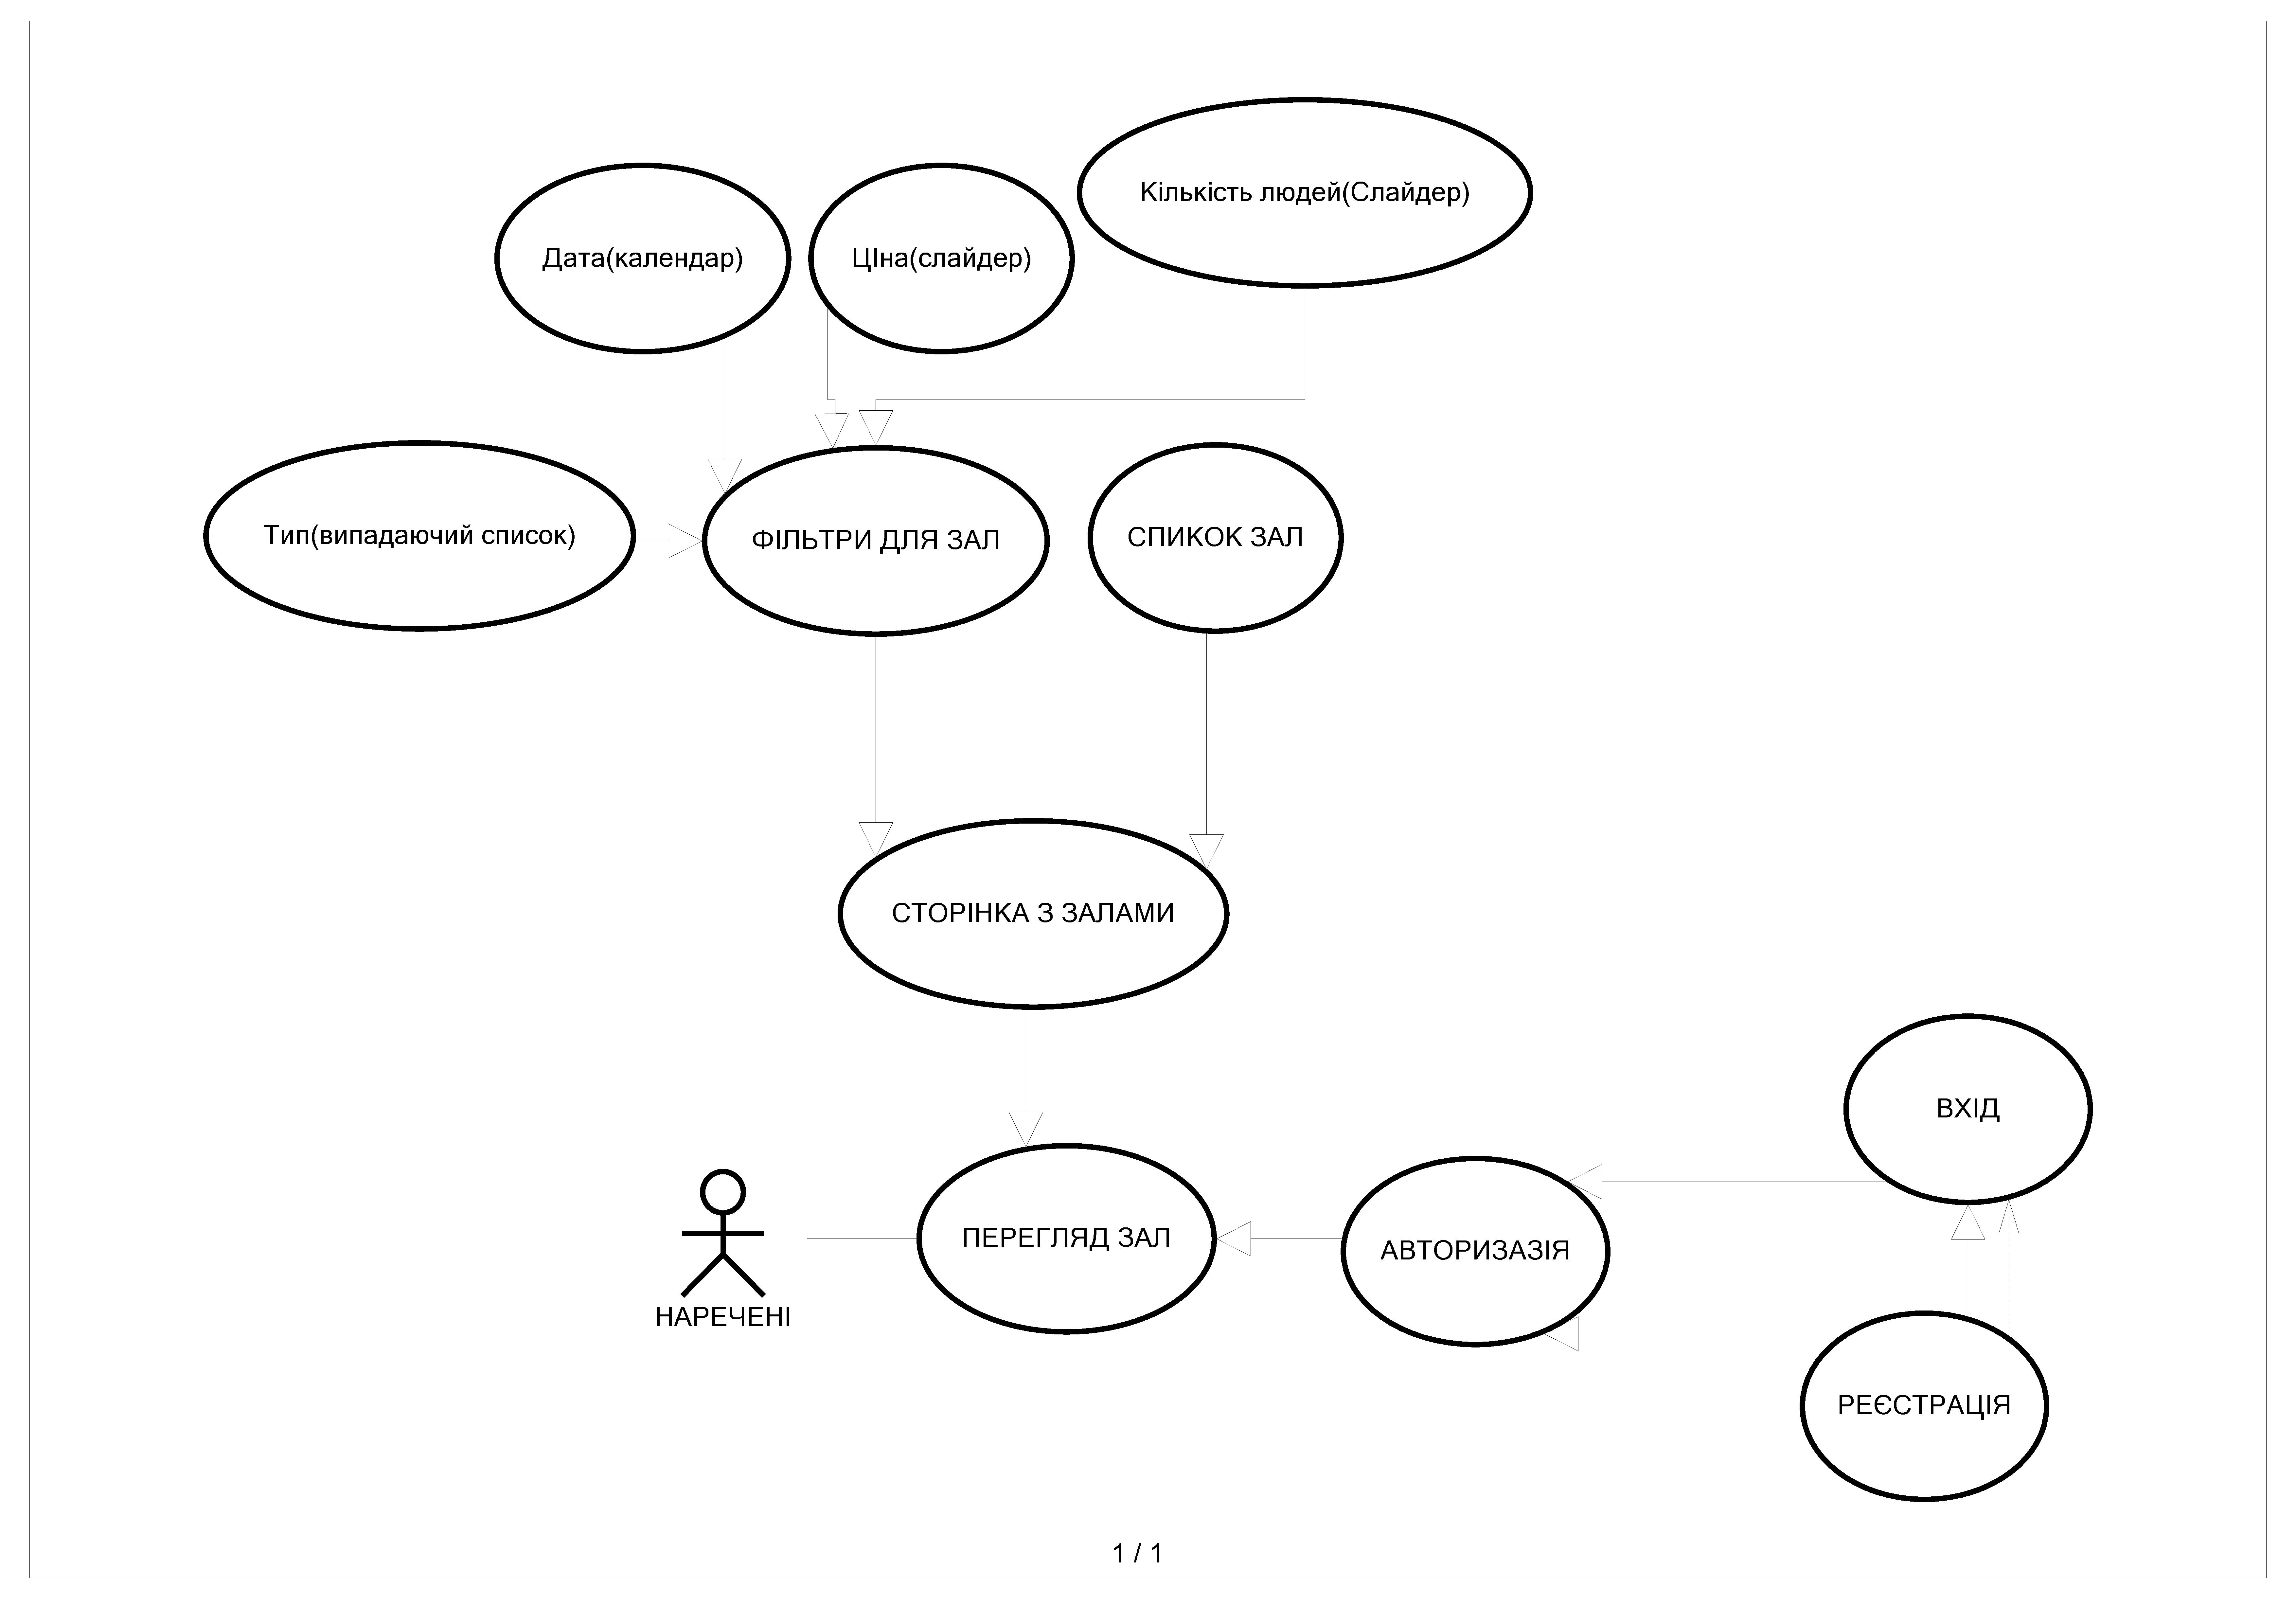 Кількість людей(Слайдер)
Дата(календар)
ЦІна(слайдер)
Тип(випадаючий список)
ФІЛЬТРИ ДЛЯ ЗАЛ
СПИКОК ЗАЛ
СТОРІНКА З ЗАЛАМИ
ВХІД
ПЕРЕГЛЯД ЗАЛ
АВТОРИЗАЗІЯ
НАРЕЧЕНІ
РЕЄСТРАЦІЯ
1 / 1